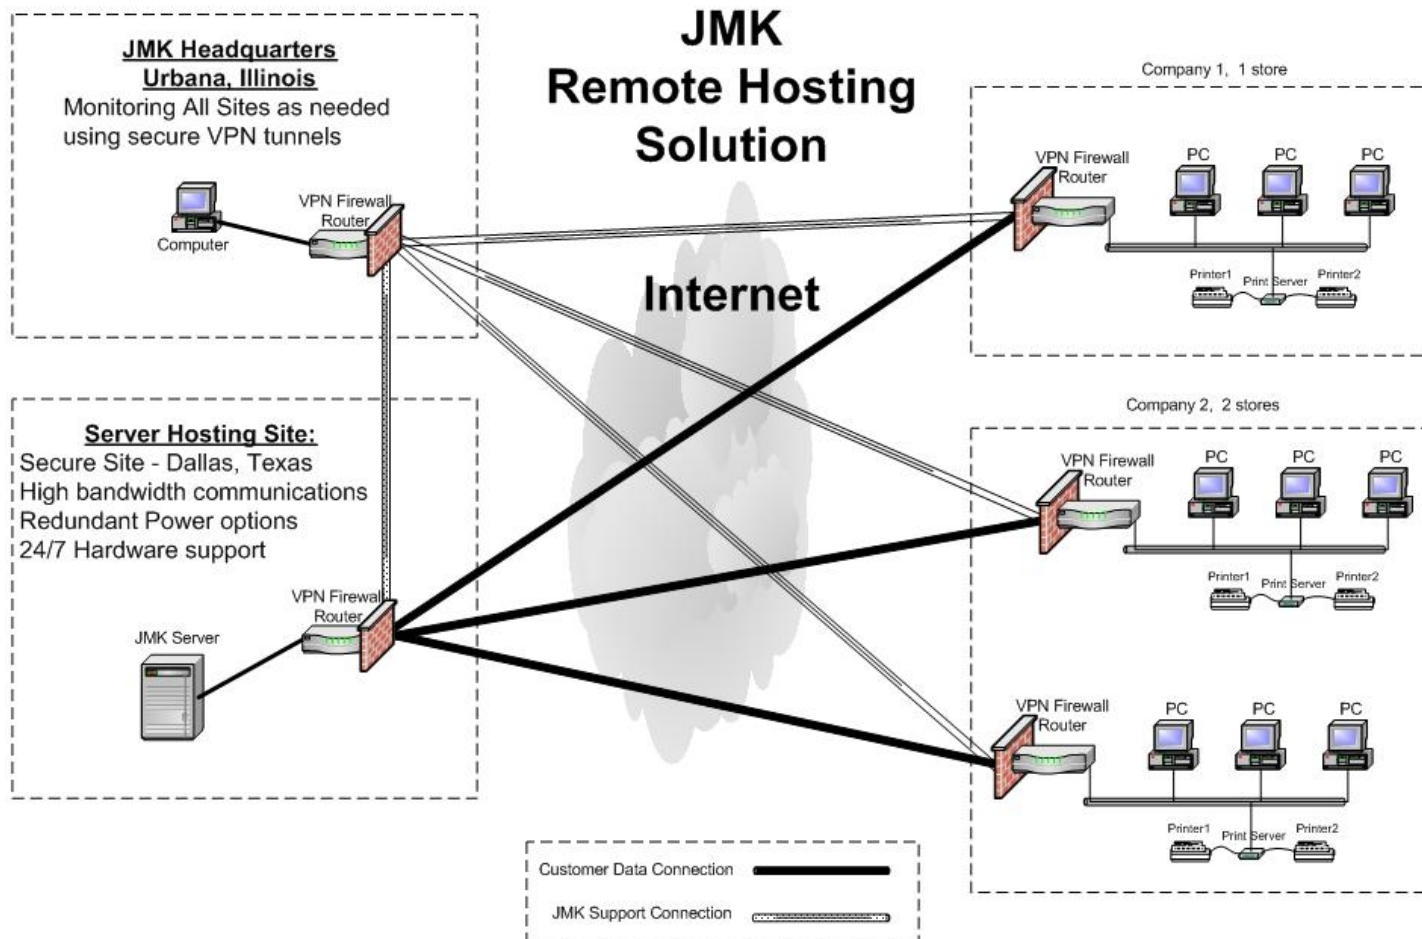 JMK
Remote Hosting
Solution
JMK Headquarters
Urbana, Illinois
Monitoring All Sites as needed
using secure VPN tunnels
VPN Firewall
Router
Computer
Server Hosting Site:
Secure Site - Dallas, Texas
High bandwidth communications
Redundant Power options
24/7 Hardware support
VPN Firewall
Router
JMK Server
Internet
Company 1, 1 store
VPN Firewall
Router
PC
PC
PC
Printer1
Print Server
Printer2
Company 2, 2 stores
VPN Firewall
Router
PC
PC
PC
Printer1
Print Server
Printer2
VPN Firewall
Router
PC
PC
PC
Printer1
Print Server
Printer2
Customer Data Connection
JMK Support Connection